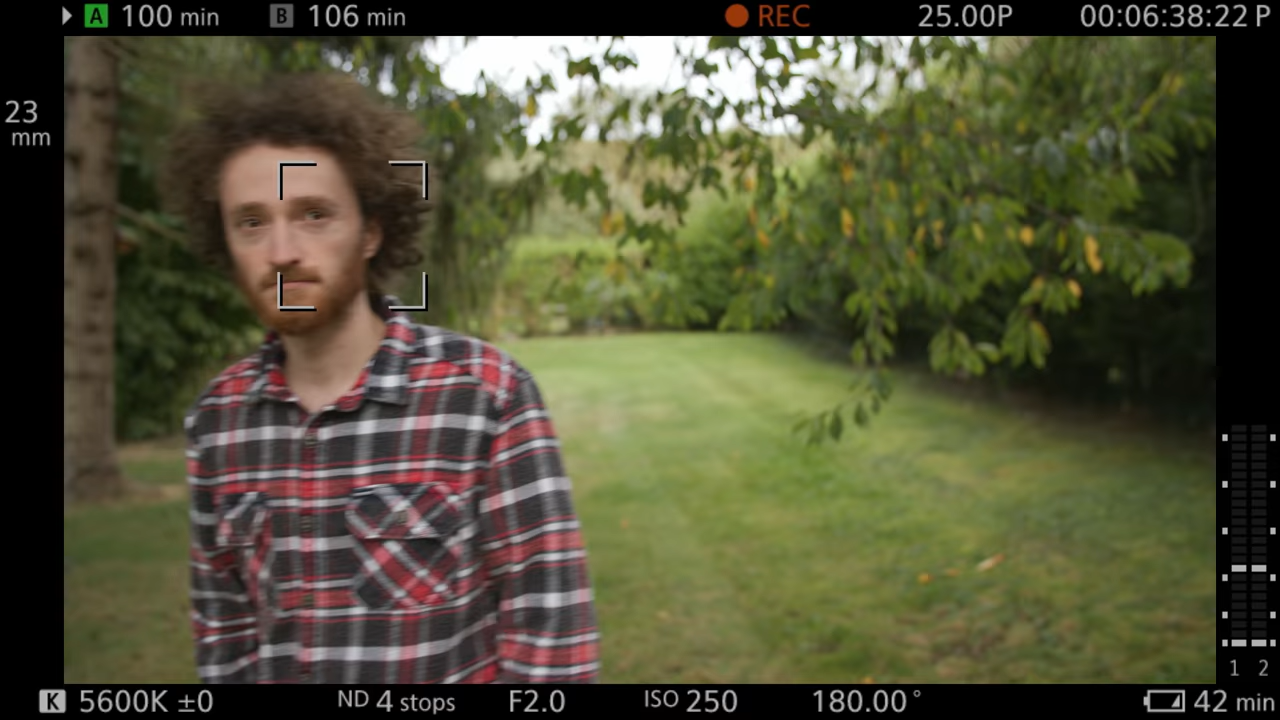 A 100 min B 106 min REC 25.00P 00:06:38:22 P
23
mm
1 2
K 5600K ±0 ND 4 stops F2.0 ISO 250 180.00° 42 min